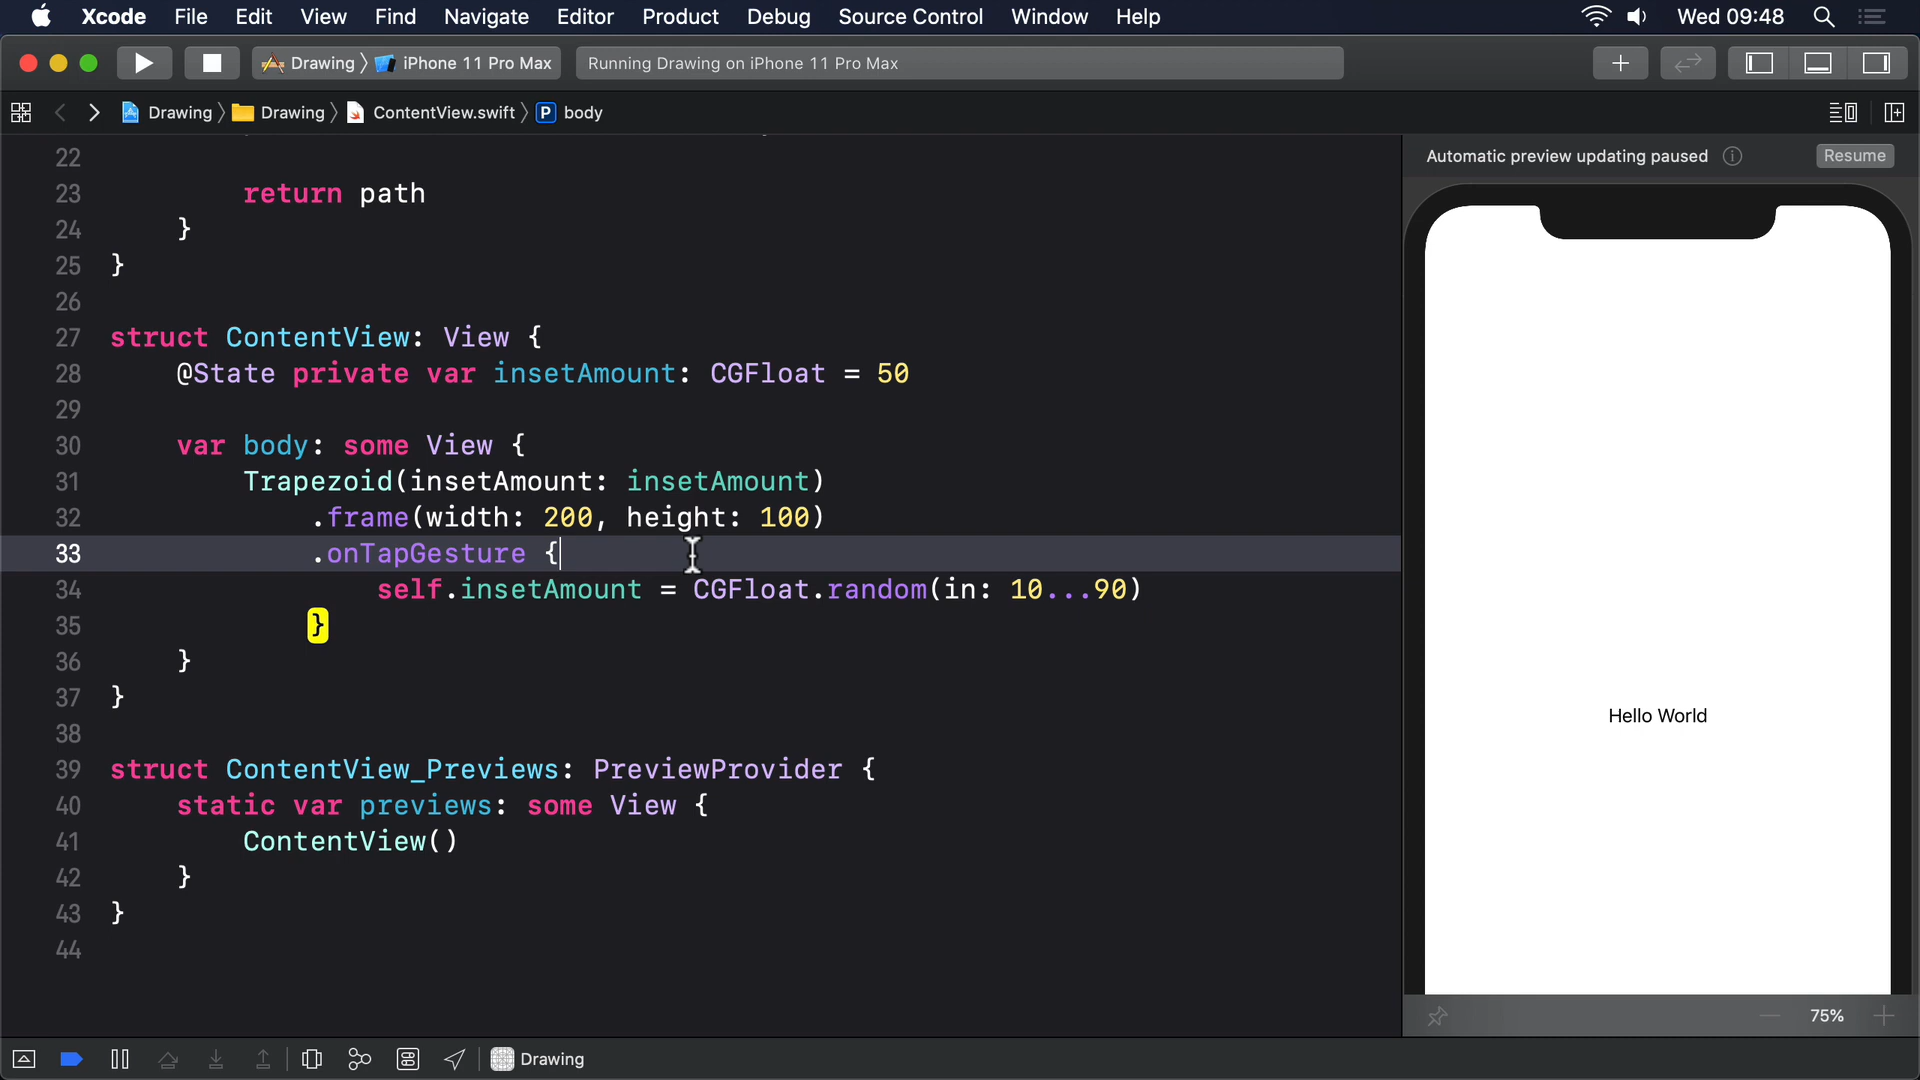 Xcode File Edit View Find Navigate Editor Product Debug Source Control Window Help Wed 09:48
Drawing iPhone 11 Pro Max Running Drawing on iPhone 11 Pro Max
Drawing Drawing ContentView.swift P body
Automatic preview updating paused Resume
22
23 return path
24 }
25 }
26
27 struct ContentView: View {
28 @State private var insetAmount: CGFloat = 50
29
30 var body: some View {
31 Trapezoid(insetAmount: insetAmount)
32 .frame(width: 200, height: 100)
33 .onTapGesture {
34 self.insetAmount = CGFloat.random(in: 10...90)
35 }
36 }
37 }
38
39 struct ContentView_Previews: PreviewProvider {
40 static var previews: some View {
41 ContentView()
42 }
43 }
44
Hello World
75%
Drawing